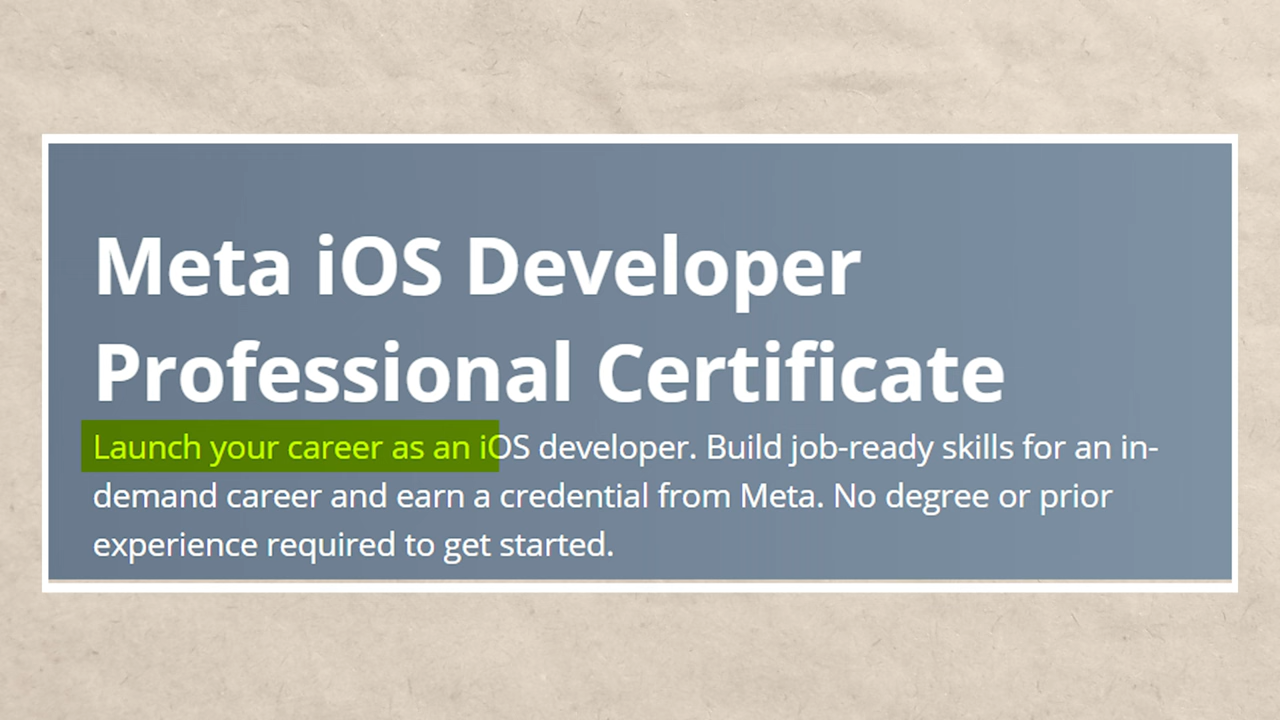 Meta iOS Developer
Professional Certificate
Launch your career as an iOS developer. Build job-ready skills for an in-
demand career and earn a credential from Meta. No degree or prior
experience required to get started.